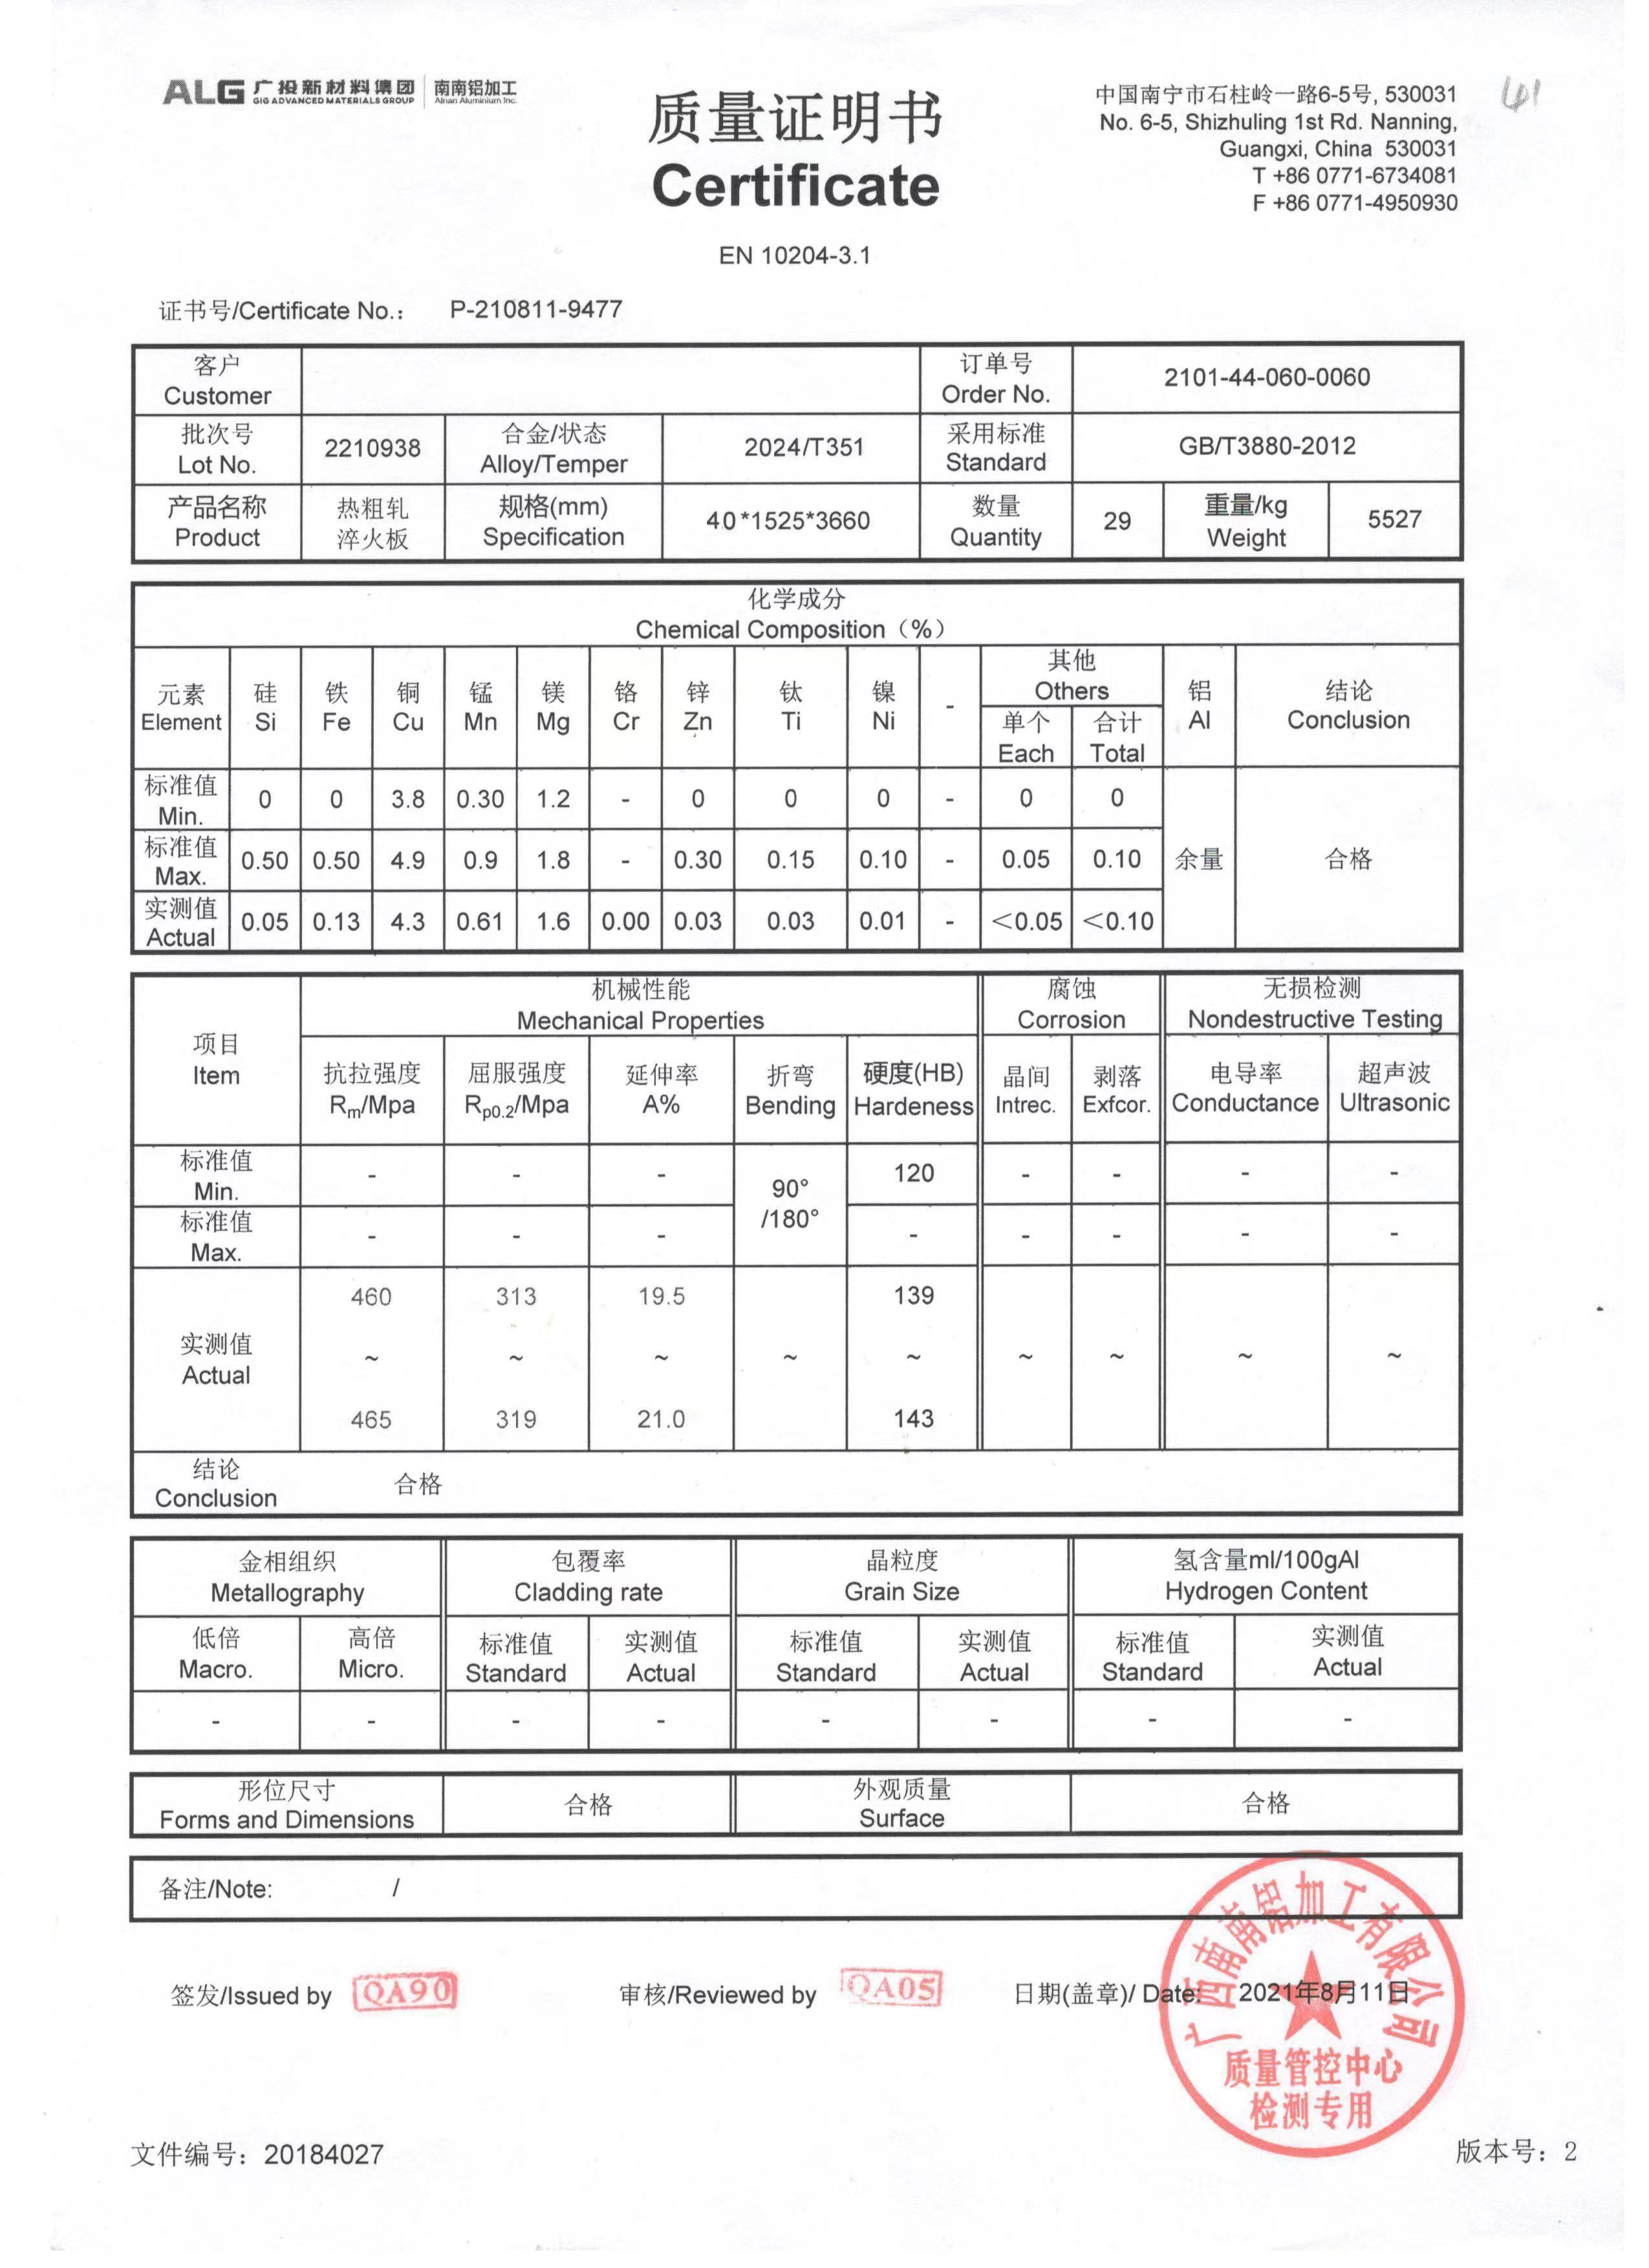 ALG 广投新材料集团 南南铝加工
GIG ADVANCED MATERIALS GROUP Alnan Aluminium Inc.
质量证明书
Certificate
EN 10204-3.1
中国南宁市石柱岭一路6-5号, 530031
No. 6-5, Shizhuling 1st Rd. Nanning,
Guangxi, China 530031
T +86 0771-6734081
F +86 0771-4950930
证书号/Certificate No.: P-210811-9477
客户 订单号
Customer Order No. 2101-44-060-0060
批次号 合金/状态 采用标准
Lot No. 2210938 Alloy/Temper 2024/T351 Standard GB/T3880-2012
产品名称 热粗轧 规格(mm) 数量 重量/kg
Product 淬火板 Specification 40*1525*3660 Quantity 29 Weight 5527
化学成分
Chemical Composition（%）
元素 硅 铁 铜 锰 镁 铬 锌 钛 镍 - 其他 Others 铝 结论
Element Si Fe Cu Mn Mg Cr Zn Ti Ni 单个 合计 Al Conclusion
Each Total
标准值 Min. 0 0 3.8 0.30 1.2 - 0 0 0 - 0 0
标准值 Max. 0.50 0.50 4.9 0.9 1.8 - 0.30 0.15 0.10 - 0.05 0.10 余量 合格
实测值 Actual 0.05 0.13 4.3 0.61 1.6 0.00 0.03 0.03 0.01 - <0.05 <0.10
项目 机械性能 腐蚀 无损检测
Item Mechanical Properties Corrosion Nondestructive Testing
抗拉强度 屈服强度 延伸率 折弯 硬度(HB) 晶间 剥落 电导率 超声波
Rm/Mpa Rp0.2/Mpa A% Bending Hardeness Intrec. Exfcor. Conductance Ultrasonic
标准值 Min. - - - 90° 120 - - - -
标准值 Max. - - - /180° - - - - -
460 313 19.5 139
实测值 Actual ~ ~ ~ ~ ~ ~ ~ ~ ~
465 319 21.0 143
结论
Conclusion 合格
金相组织 包覆率 晶粒度 氢含量ml/100gAl
Metallography Cladding rate Grain Size Hydrogen Content
低倍 高倍 标准值 实测值 标准值 实测值 标准值 实测值
Macro. Micro. Standard Actual Standard Actual Standard Actual
- - - - - - - -
形位尺寸 合格 外观质量 合格
Forms and Dimensions Surface
备注/Note: /
签发/Issued by QA90 审核/Reviewed by QA05 日期(盖章)/ Date: 2021年8月11日
广西南南铝加工有限公司
质量管控中心
检测专用
文件编号：20184027 版本号：2